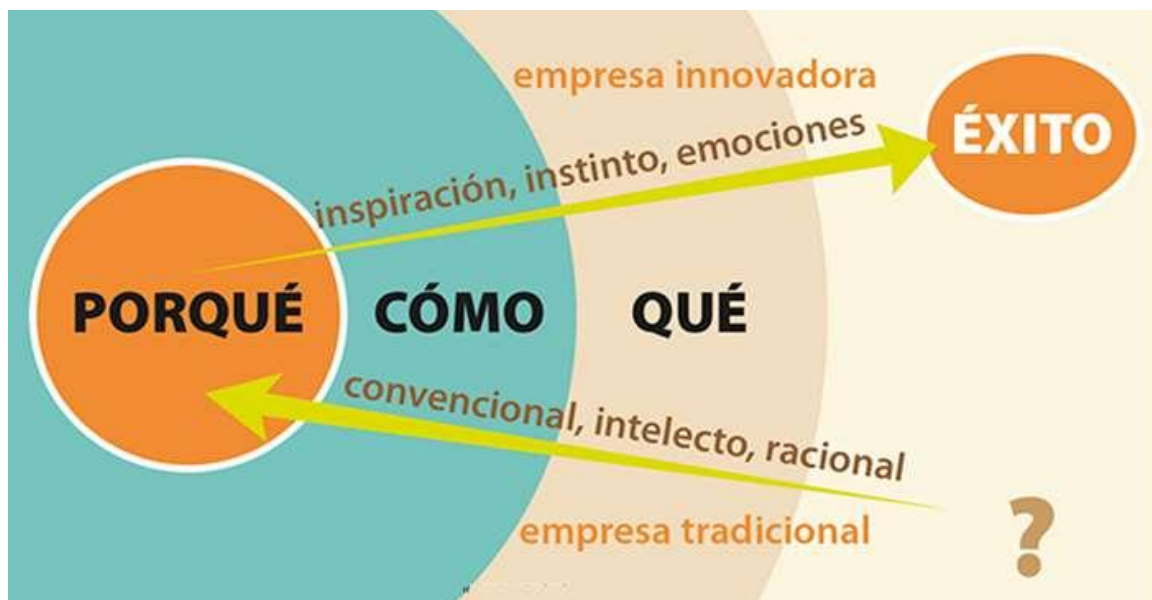 empresa innovadora
ÉXITO
inspiración, instinto, emociones
PORQUÉ CÓMO QUÉ
convencional, intelecto, racional
empresa tradicional
?